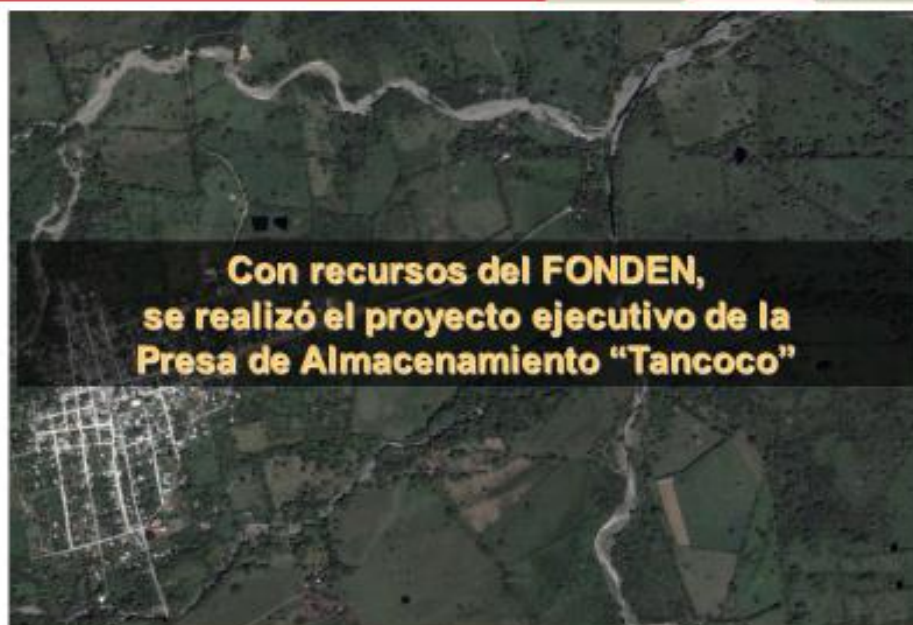 Con recursos del FONDEN,
se realizó el proyecto ejecutivo de la
Presa de Almacenamiento “Tancoco”